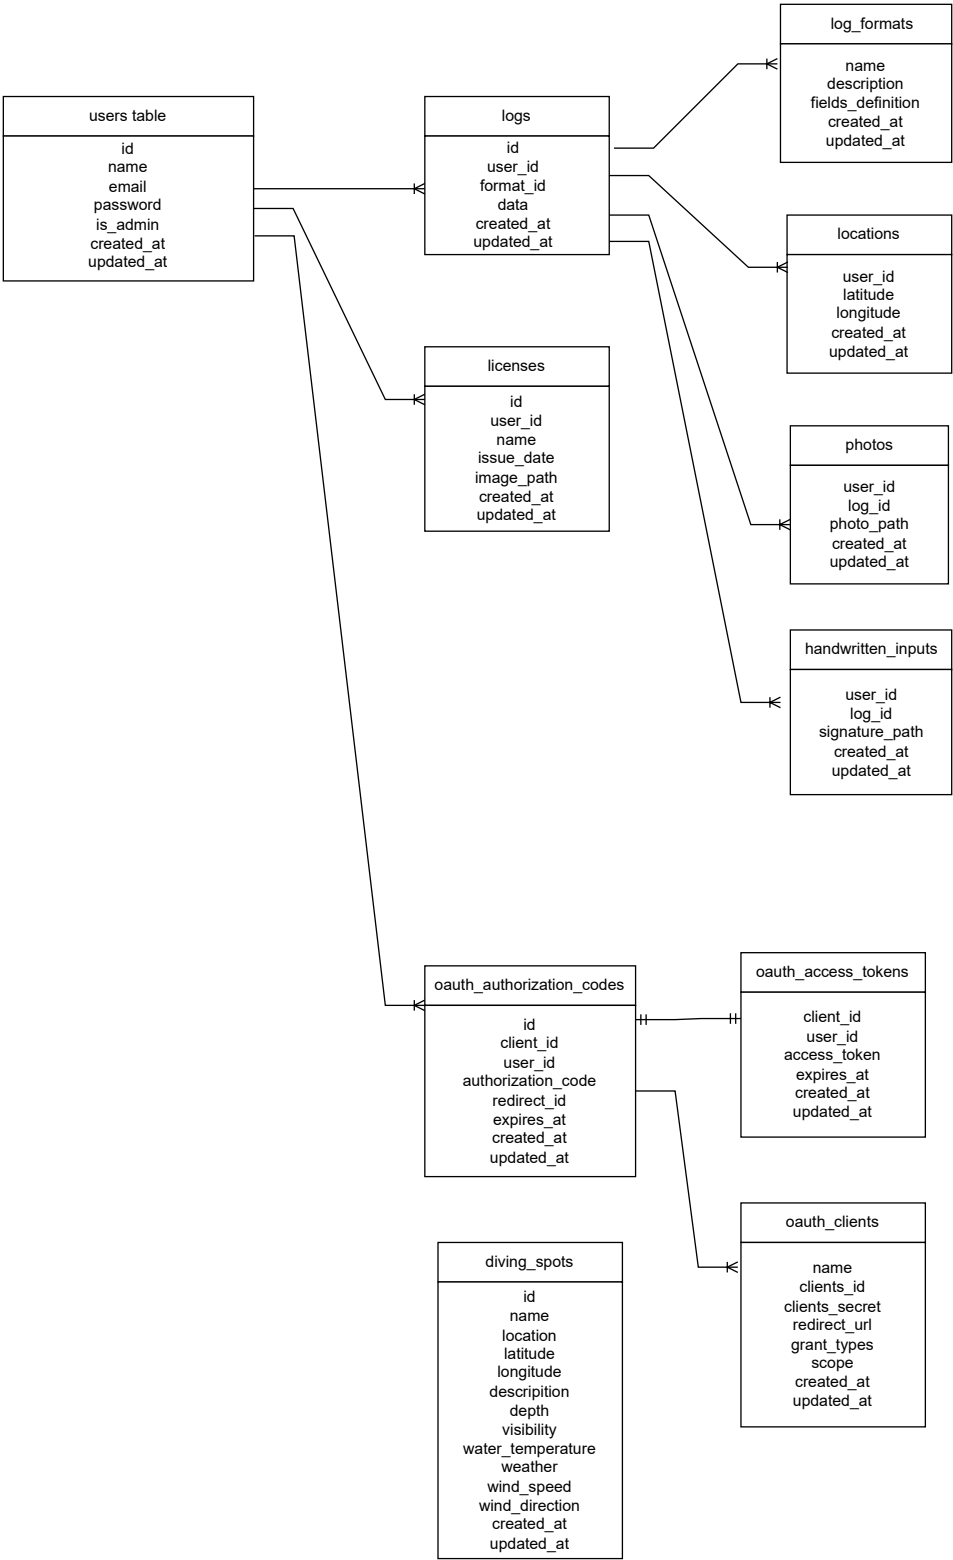 users table
id
name
email
password
is_admin
created_at
updated_at
logs
id
user_id
format_id
data
created_at
updated_at
log_formats
name
description
fields_definition
created_at
updated_at
locations
user_id
latitude
longitude
created_at
updated_at
licenses
id
user_id
name
issue_date
image_path
created_at
updated_at
photos
user_id
log_id
photo_path
created_at
updated_at
handwritten_inputs
user_id
log_id
signature_path
created_at
updated_at
oauth_authorization_codes
id
client_id
user_id
authorization_code
redirect_id
expires_at
created_at
updated_at
oauth_access_tokens
client_id
user_id
access_token
expires_at
created_at
updated_at
oauth_clients
name
clients_id
clients_secret
redirect_url
grant_types
scope
created_at
updated_at
diving_spots
id
name
location
latitude
longitude
descripition
depth
visibility
water_temperature
weather
wind_speed
wind_direction
created_at
updated_at